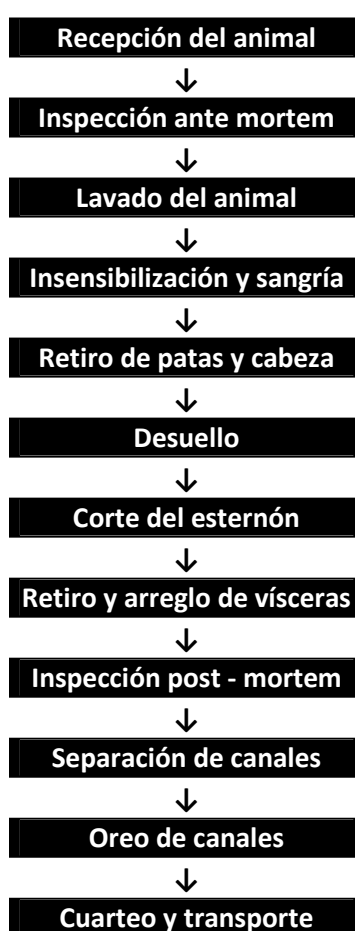 Recepción del animal
↓
Inspección ante mortem
↓
Lavado del animal
↓
Insensibilización y sangría
↓
Retiro de patas y cabeza
↓
Desuello
↓
Corte del esternón
↓
Retiro y arreglo de vísceras
↓
Inspección post - mortem
↓
Separación de canales
↓
Oreo de canales
↓
Cuarteo y transporte